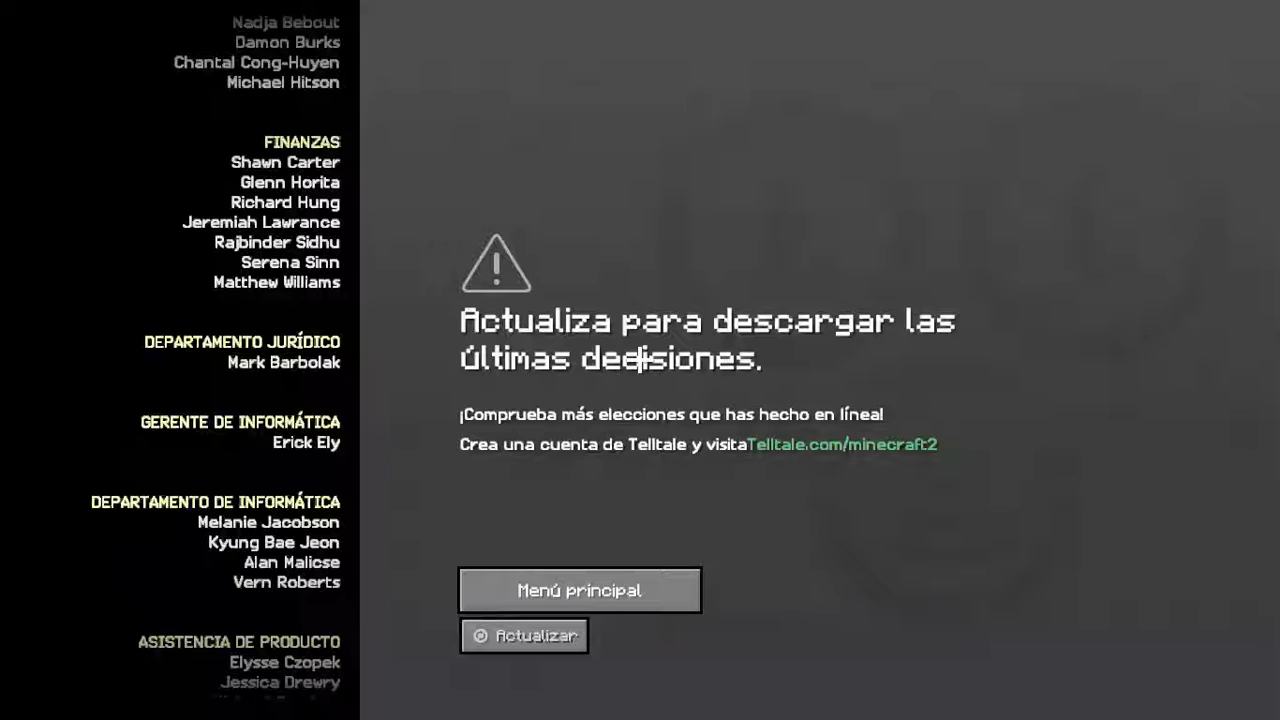 Nadja Bebout
Damon Burks
Chantal Cong-Huyen
Michael Hitson
FINANZAS
Shawn Carter
Glenn Horita
Richard Hung
Jeremiah Lawrance
Rajbinder Sidhu
Serena Sinn
Matthew Williams
DEPARTAMENTO JURÍDICO
Mark Barbolak
GERENTE DE INFORMÁTICA
Erick Ely
DEPARTAMENTO DE INFORMÁTICA
Melanie Jacobson
Kyung Bae Jeon
Alan Malicse
Vern Roberts
ASISTENCIA DE PRODUCTO
Elysse Czopek
Jessica Drewry
Actualiza para descargar las
últimas decisiones.
¡Comprueba más elecciones que has hecho en línea!
Crea una cuenta de Telltale y visitaTelltale.com/minecraft2
Menú principal
Actualizar